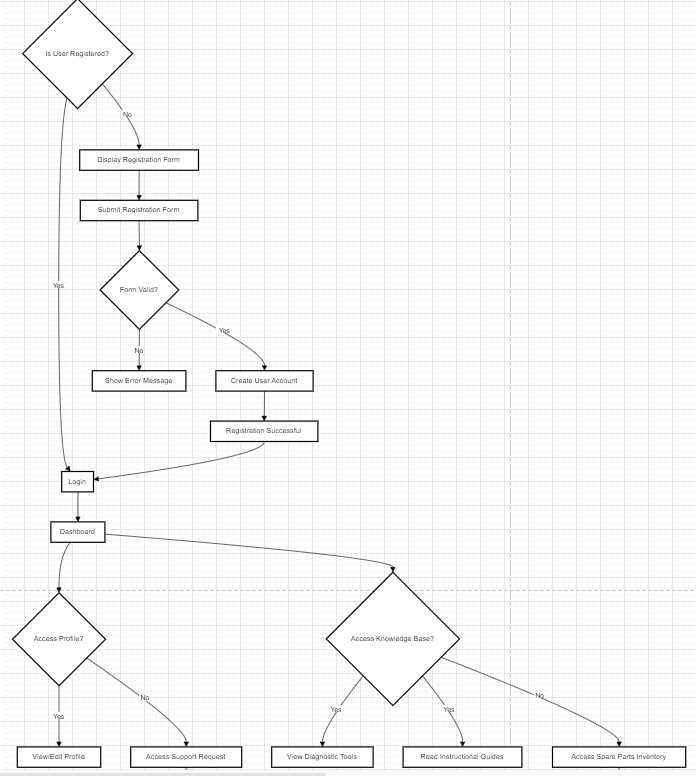 Is User Registered?
No
Display Registration Form
Submit Registration Form
Yes
Form Valid?
Yes
No
Show Error Message
Create User Account
Registration Successful
Login
Dashboard
Access Profile?
Access Knowledge Base?
No
No
Yes
Yes
Yes
View/Edit Profile
Access Support Request
View Diagnostic Tools
Read Instructional Guides
Access Spare Parts Inventory